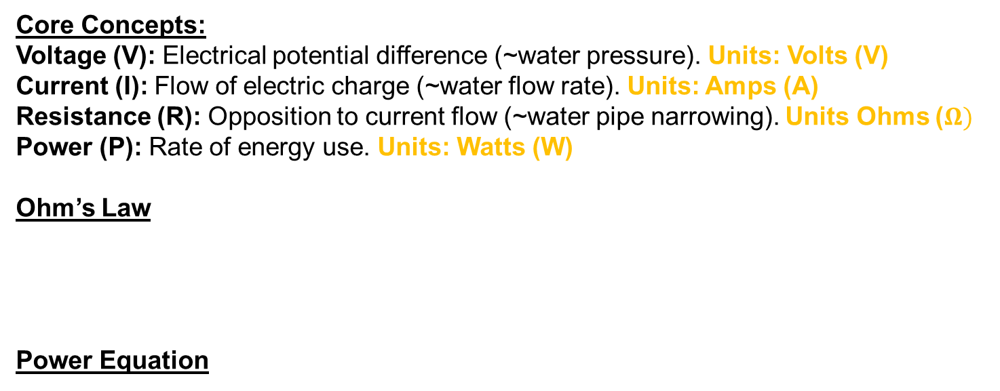 Core Concepts:
Voltage (V): Electrical potential difference (~water pressure). Units: Volts (V)
Current (I): Flow of electric charge (~water flow rate). Units: Amps (A)
Resistance (R): Opposition to current flow (~water pipe narrowing). Units Ohms (Ω)
Power (P): Rate of energy use. Units: Watts (W)
Ohm’s Law
Power Equation